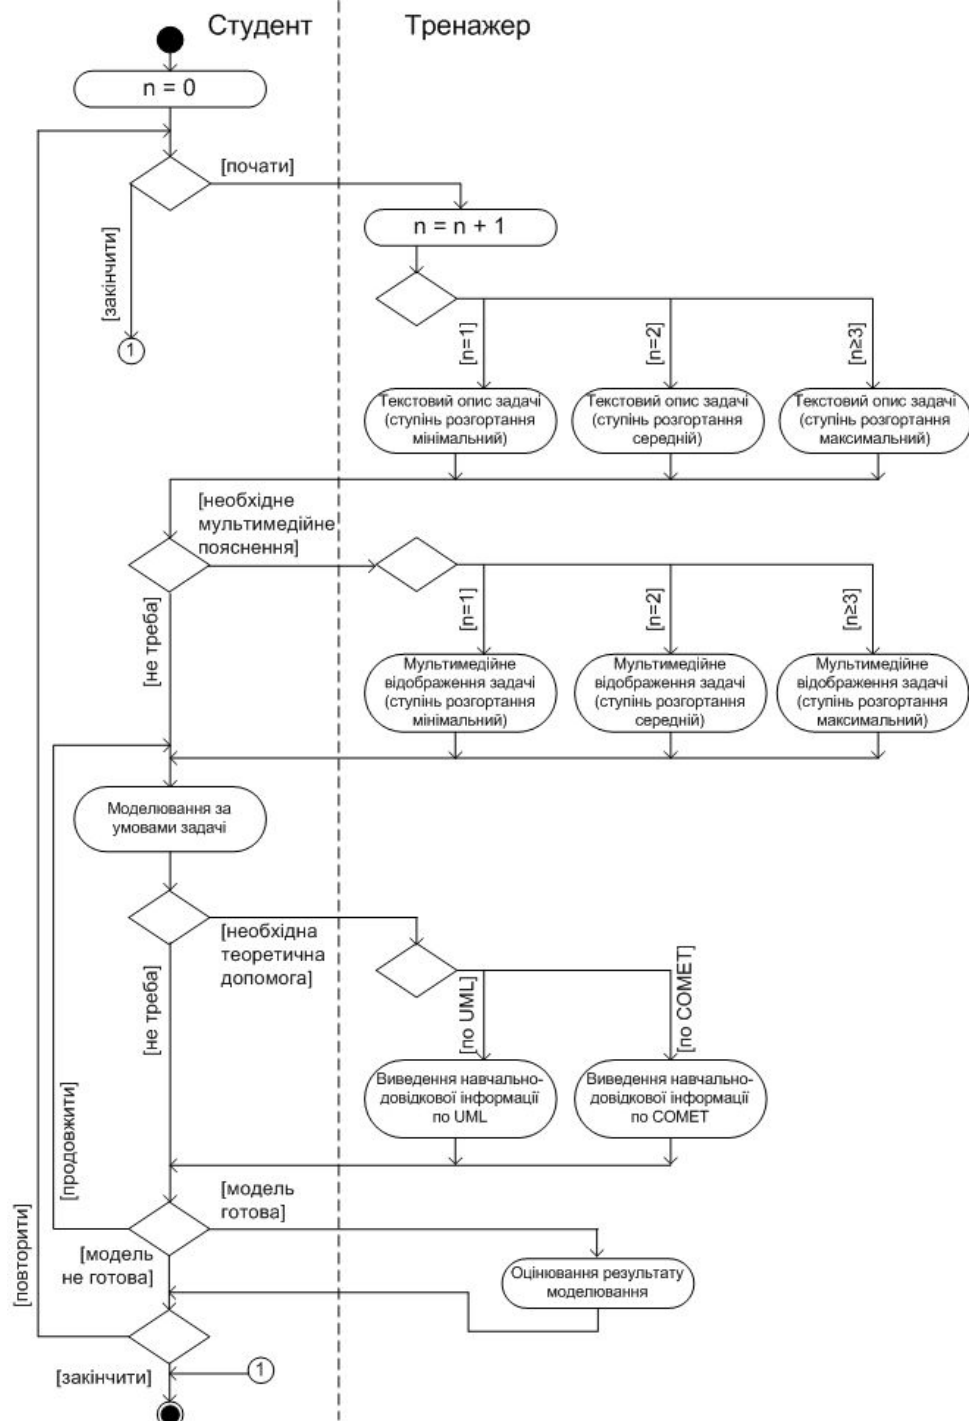 Студент
Тренажер
n = 0
[почати]
n = n + 1
[закінчити]
1
[n=1]
[n=2]
[n≥3]
Текстовий опис задачі
(ступінь розгортання
мінімальний)
Текстовий опис задачі
(ступінь розгортання
середній)
Текстовий опис задачі
(ступінь розгортання
максимальний)
[необхідне
мультимедійне
пояснення]
[не треба]
[n=1]
[n=2]
[n≥3]
Мультимедійне
відображення задачі
(ступінь розгортання
мінімальний)
Мультимедійне
відображення задачі
(ступінь розгортання
середній)
Мультимедійне
відображення задачі
(ступінь розгортання
максимальний)
Моделювання за
умовами задачі
[необхідна
теоретична
допомога]
[не треба]
[по UML]
[по COMET]
Виведення навчально-
довідкової інформації
по UML
Виведення навчально-
довідкової інформації
по COMET
[продовжити]
[модель
готова]
[повторити]
[модель
не готова]
Оцінювання результату
моделювання
[закінчити]
1